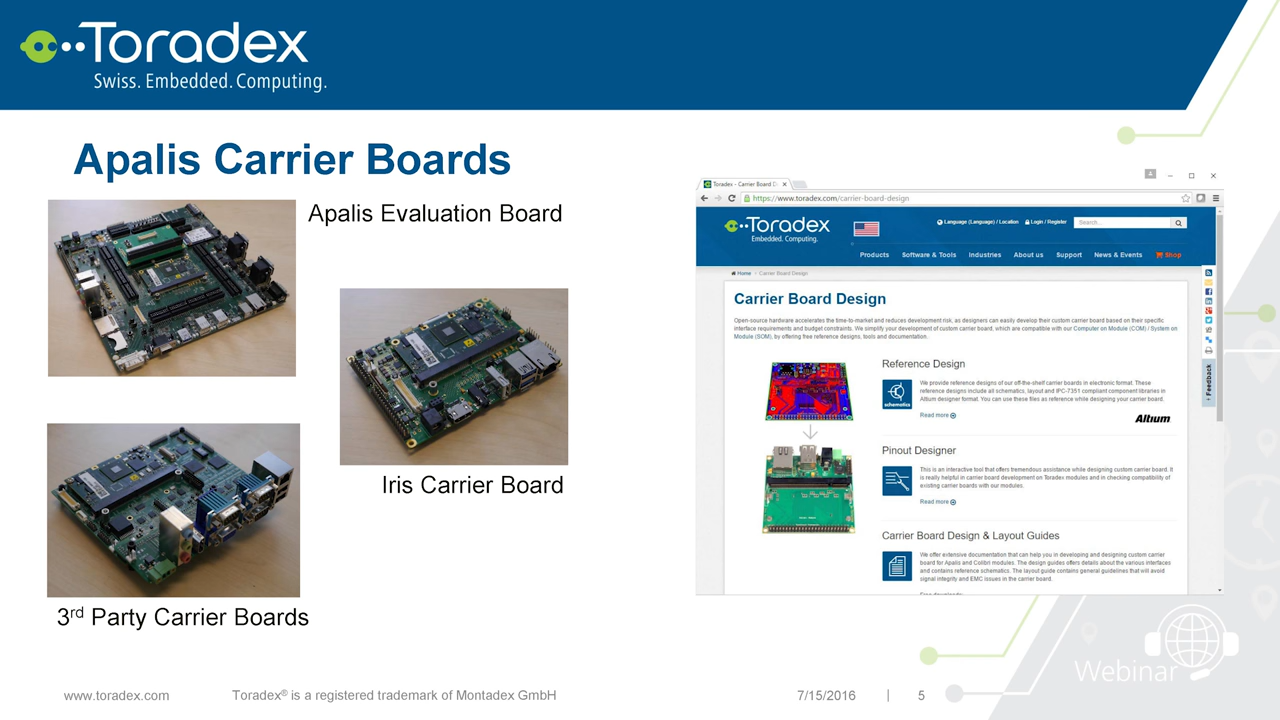 Toradex
Swiss. Embedded. Computing.
Apalis Carrier Boards
Apalis Evaluation Board
Iris Carrier Board
3rd Party Carrier Boards
Toradex - Carrier Board D
https://www.toradex.com/carrier-board-design
Toradex
Embedded. Computing.
Language (Language) / Location
Login / Register
Search...
Products Software & Tools Industries About us Support News & Events Shop
Home > Carrier Board Design
Carrier Board Design
Open-source hardware accelerates the time-to-market and reduces development risk, as designers can easily develop their custom carrier board based on their specific
interface requirements and budget constraints. We simplify your development of custom carrier board, which are compatible with our Computer on Module (COM) / System on
Module (SOM), by offering free reference designs, tools and documentation.
Reference Design
schematics
We provide reference designs of our off-the-shelf carrier boards in electronic format. These
reference designs include all schematics, layout and IPC-7351 compliant component libraries in
Altium designer format. You can use these files as reference while designing your carrier board.
Read more
Altium
Pinout Designer
This is an interactive tool that offers tremendous assistance while designing custom carrier board. It
is really helpful in carrier board development on Toradex modules and in checking compatibility of
existing carrier boards with our modules.
Read more
Carrier Board Design & Layout Guides
We offer extensive documentation that can help you in developing and designing custom carrier
board for Apalis and Colibri modules. The design guides offers details about the various interfaces
and contains reference schematics. The layout guide contains general guidelines that will avoid
signal integrity and EMC issues in the carrier board.
Free downloads
Feedback
Webinar
www.toradex.com
Toradex® is a registered trademark of Montadex GmbH
7/15/2016 | 5